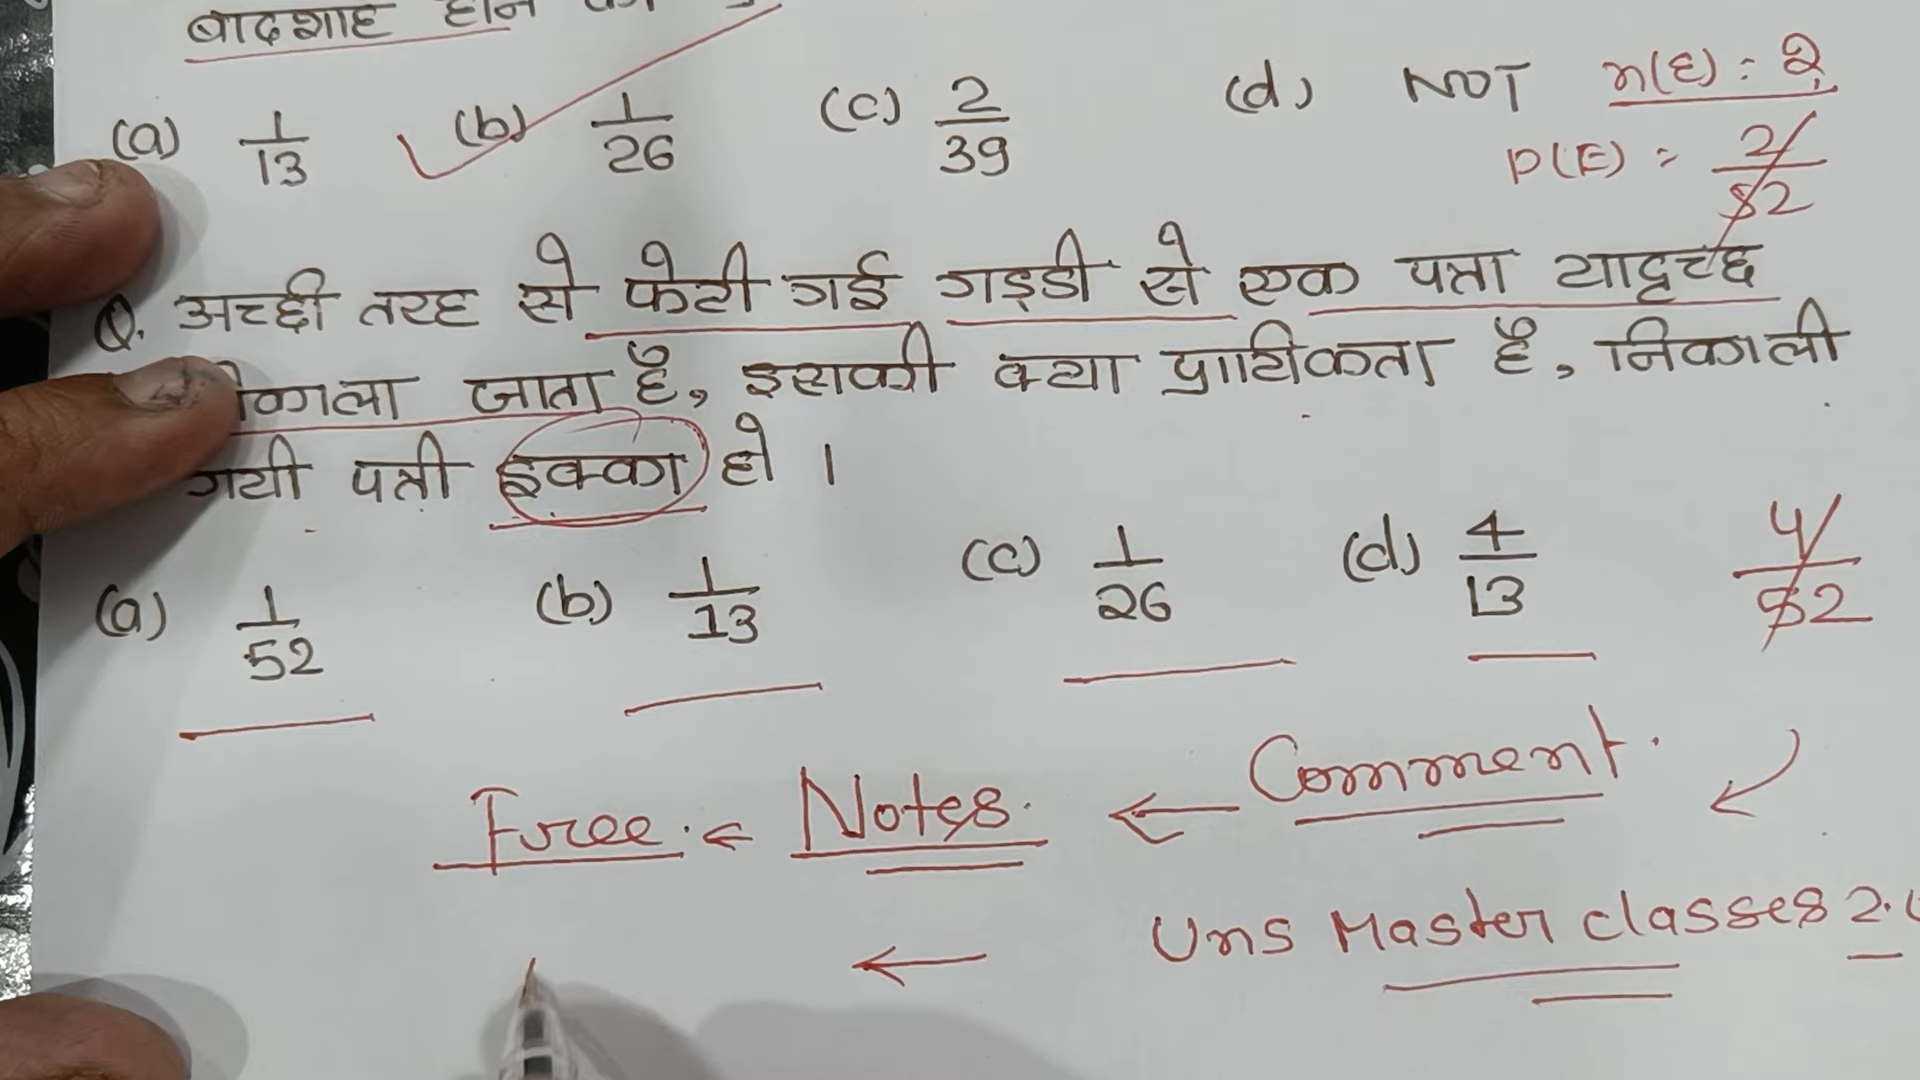 बादशाह होने
(a) 1/13 (b) 1/26 (c) 2/39 (d) NOT n(E) = 2
P(E) = 2/52
Q. अच्छी तरह से फेटी गई गड्डी से एक पत्ता यादृच्छ
जाता है, इसकी क्या प्रायिकता है, निकाली
गयी पत्ती इक्का हो ।
(a) 1/52 (b) 1/13 (c) 1/26 (d) 4/13 4/52
Free. ← Notes. ← Comment.
← Uns Master classes 2.